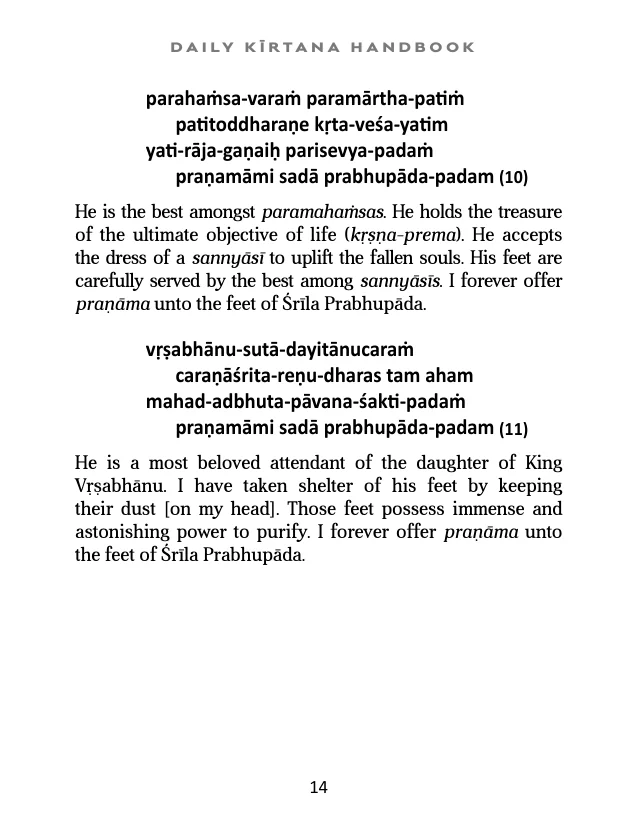 DAILY KĪRTANA HANDBOOK
parahaṁsa-varaṁ paramārtha-patiṁ
patitoddharaṇe kṛta-veśa-yatim
yati-rāja-gaṇaiḥ parisevya-padaṁ
praṇamāmi sadā prabhupāda-padam (10)
He is the best amongst paramahaṁsas. He holds the treasure
of the ultimate objective of life (kṛṣṇa-prema). He accepts
the dress of a sannyāsī to uplift the fallen souls. His feet are
carefully served by the best among sannyāsīs. I forever offer
praṇāma unto the feet of Śrīla Prabhupāda.
vṛṣabhānu-sutā-dayitānucaraṁ
caraṇāśrita-reṇu-dharas tam aham
mahad-adbhuta-pāvana-śakti-padaṁ
praṇamāmi sadā prabhupāda-padam (11)
He is a most beloved attendant of the daughter of King
Vṛṣabhānu. I have taken shelter of his feet by keeping
their dust [on my head]. Those feet possess immense and
astonishing power to purify. I forever offer praṇāma unto
the feet of Śrīla Prabhupāda.
14